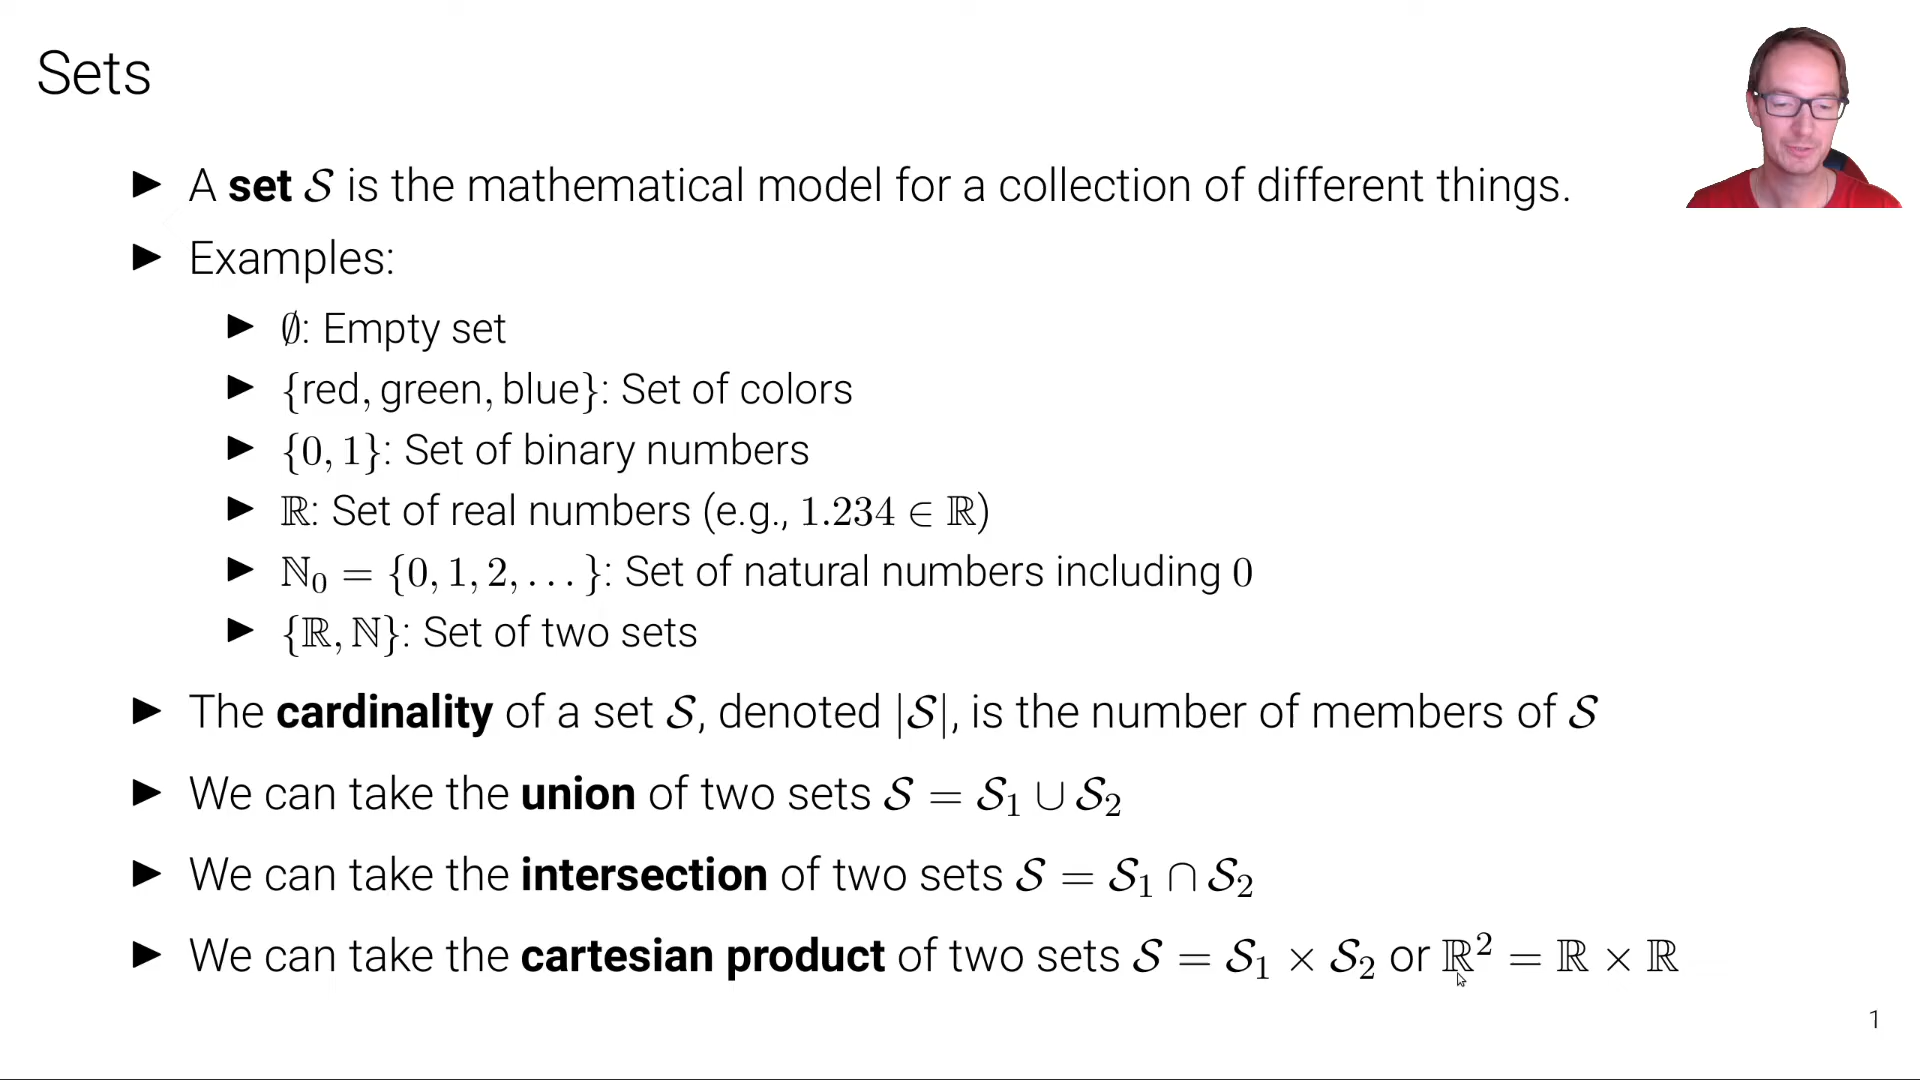 Sets
▶ A set 𝒮 is the mathematical model for a collection of different things.
▶ Examples:
▶ ∅: Empty set
▶ {red, green, blue}: Set of colors
▶ {0, 1}: Set of binary numbers
▶ ℝ: Set of real numbers (e.g., 1.234 ∈ ℝ)
▶ ℕ₀ = {0, 1, 2, . . . }: Set of natural numbers including 0
▶ {ℝ, ℕ}: Set of two sets
▶ The cardinality of a set 𝒮, denoted |𝒮|, is the number of members of 𝒮
▶ We can take the union of two sets 𝒮 = 𝒮₁ ∪ 𝒮₂
▶ We can take the intersection of two sets 𝒮 = 𝒮₁ ∩ 𝒮₂
▶ We can take the cartesian product of two sets 𝒮 = 𝒮₁ × 𝒮₂ or ℝ² = ℝ × ℝ
1